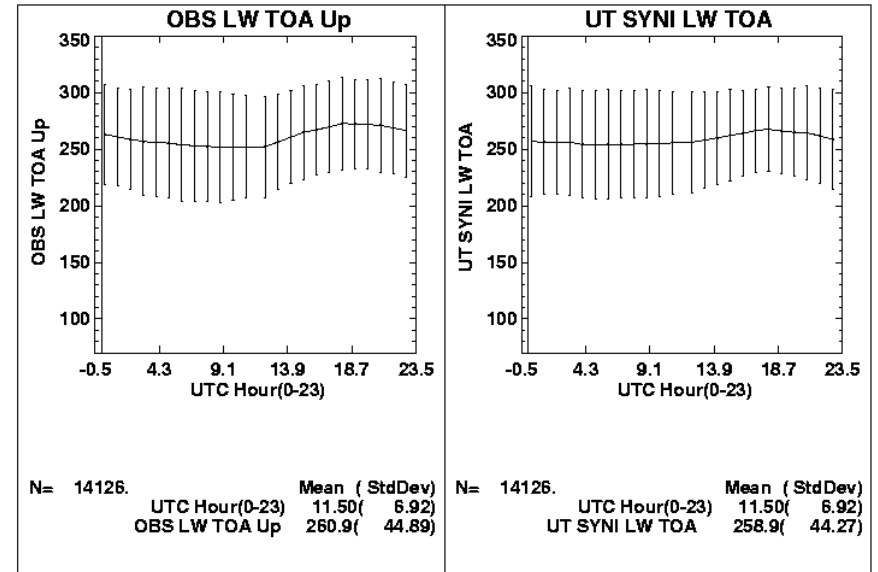 OBS LW TOA Up
350
300
250
200
150
100
OBS LW TOA Up
-0.5 4.3 9.1 13.9 18.7 23.5
UTC Hour(0-23)
N= 14126. Mean ( StdDev)
UTC Hour(0-23) 11.50( 6.92)
OBS LW TOA Up 260.9( 44.89)
UT SYNI LW TOA
350
300
250
200
150
100
UT SYNI LW TOA
-0.5 4.3 9.1 13.9 18.7 23.5
UTC Hour(0-23)
N= 14126. Mean ( StdDev)
UTC Hour(0-23) 11.50( 6.92)
UT SYNI LW TOA 258.9( 44.27)